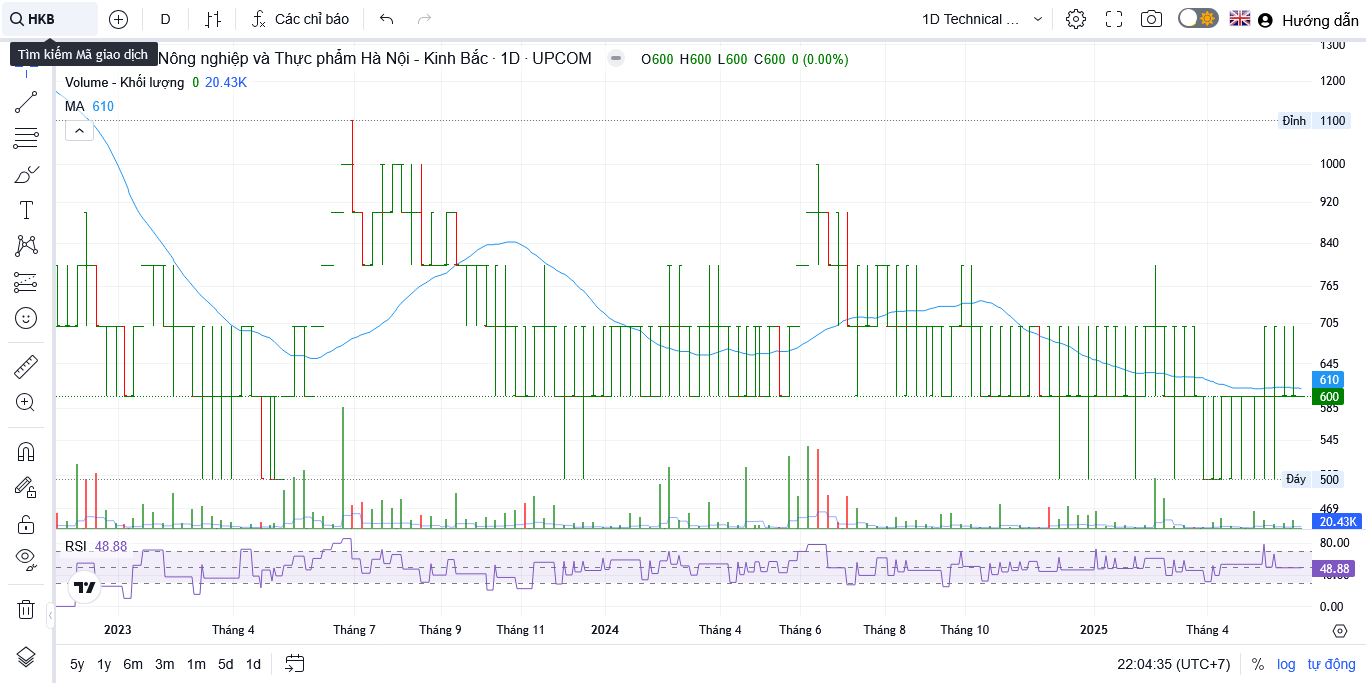 HKB D Các chỉ báo 1D Technical ... Hướng dẫn
Tìm kiếm Mã giao dịch
Nông nghiệp và Thực phẩm Hà Nội - Kinh Bắc · 1D · UPCOM O600 H600 L600 C600 0 (0.00%)
Volume - Khối lượng 0 20.43K
MA 610
1300
1200
Đỉnh 1100
1000
920
840
765
705
645
610
600
585
545
Đáy 500
469
20.43K
RSI 48.88
80.00
48.88
0.00
2023 Tháng 4 Tháng 7 Tháng 9 Tháng 11 2024 Tháng 4 Tháng 6 Tháng 8 Tháng 10 2025 Tháng 4
5y 1y 6m 3m 1m 5d 1d 22:04:35 (UTC+7) % log tự động